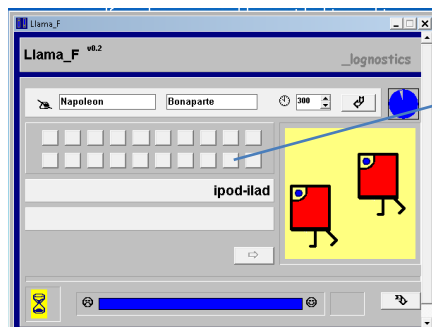 Llama_F
Llama_F v0.2
_lognostics
Napoleon Bonaparte 300
ipod-ilad